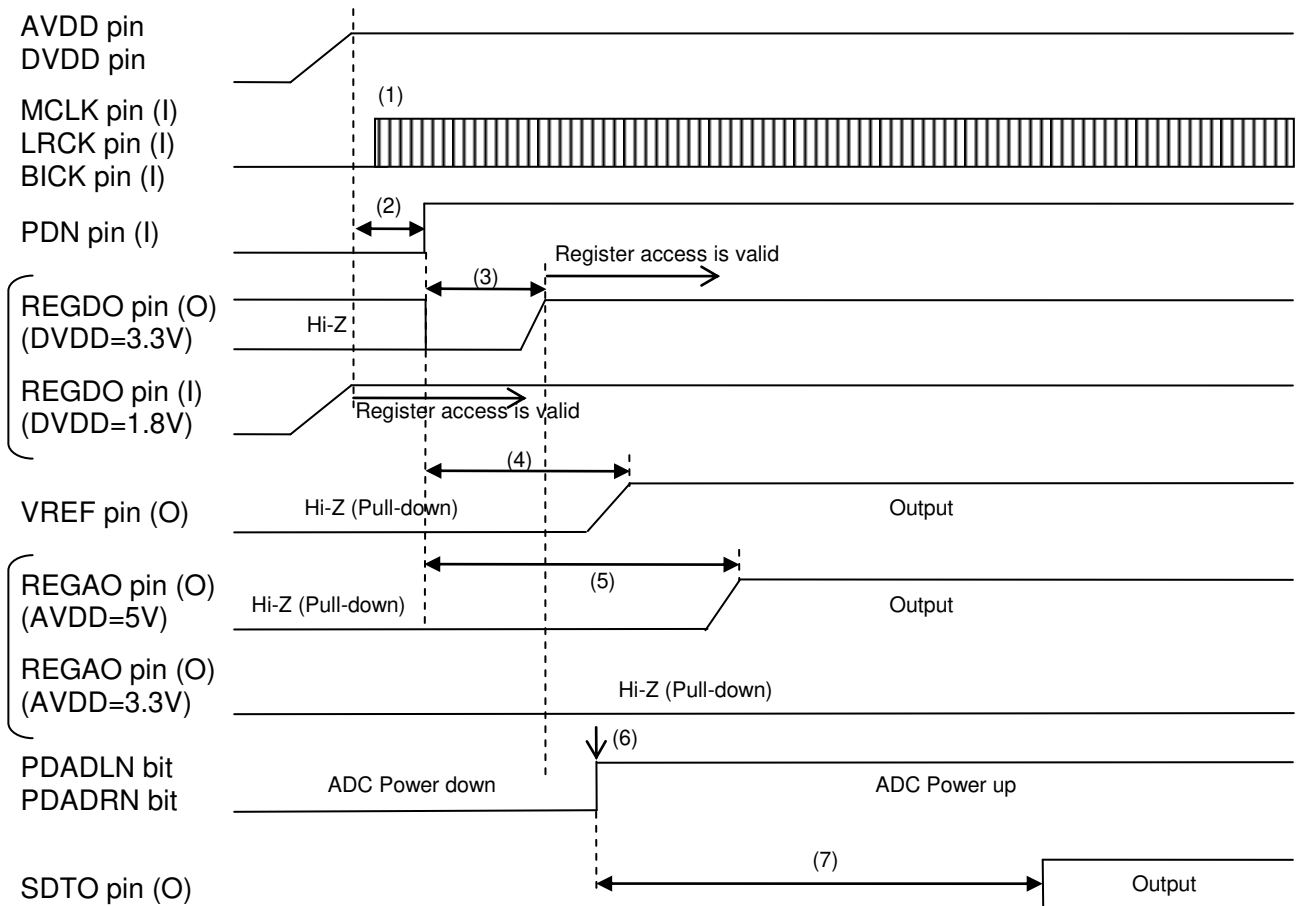 AVDD pin
DVDD pin
MCLK pin (I)
LRCK pin (I)
BICK pin (I)
(1)
(2)
PDN pin (I)
Register access is valid
(3)
REGDO pin (O)
(DVDD=3.3V)
Hi-Z
REGDO pin (I)
(DVDD=1.8V)
Register access is valid
(4)
VREF pin (O)
Hi-Z (Pull-down)
Output
(5)
REGAO pin (O)
(AVDD=5V)
Hi-Z (Pull-down)
Output
REGAO pin (O)
(AVDD=3.3V)
Hi-Z (Pull-down)
(6)
PDADLN bit
PDADRN bit
ADC Power down
ADC Power up
(7)
SDTO pin (O)
Output